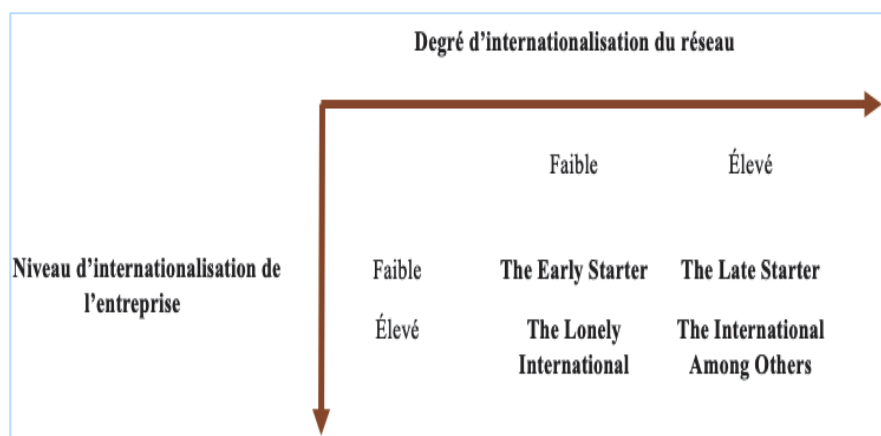 Degré d'internationalisation du réseau
Faible Élevé
Niveau d'internationalisation de Faible The Early Starter The Late Starter
l'entreprise
Élevé The Lonely The International
International Among Others